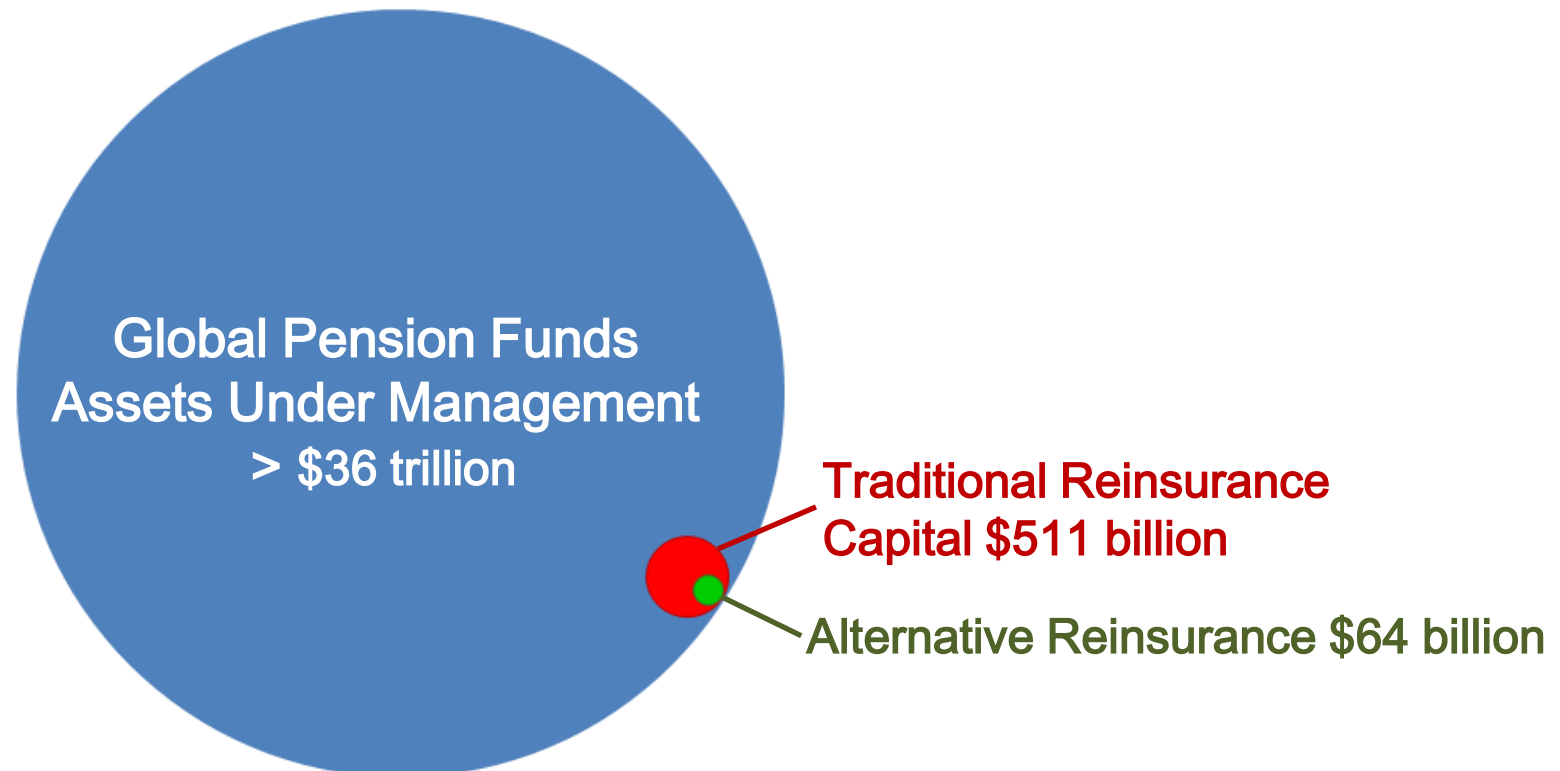 Global Pension Funds
Assets Under Management
> $36 trillion
Traditional Reinsurance
Capital $511 billion
Alternative Reinsurance $64 billion